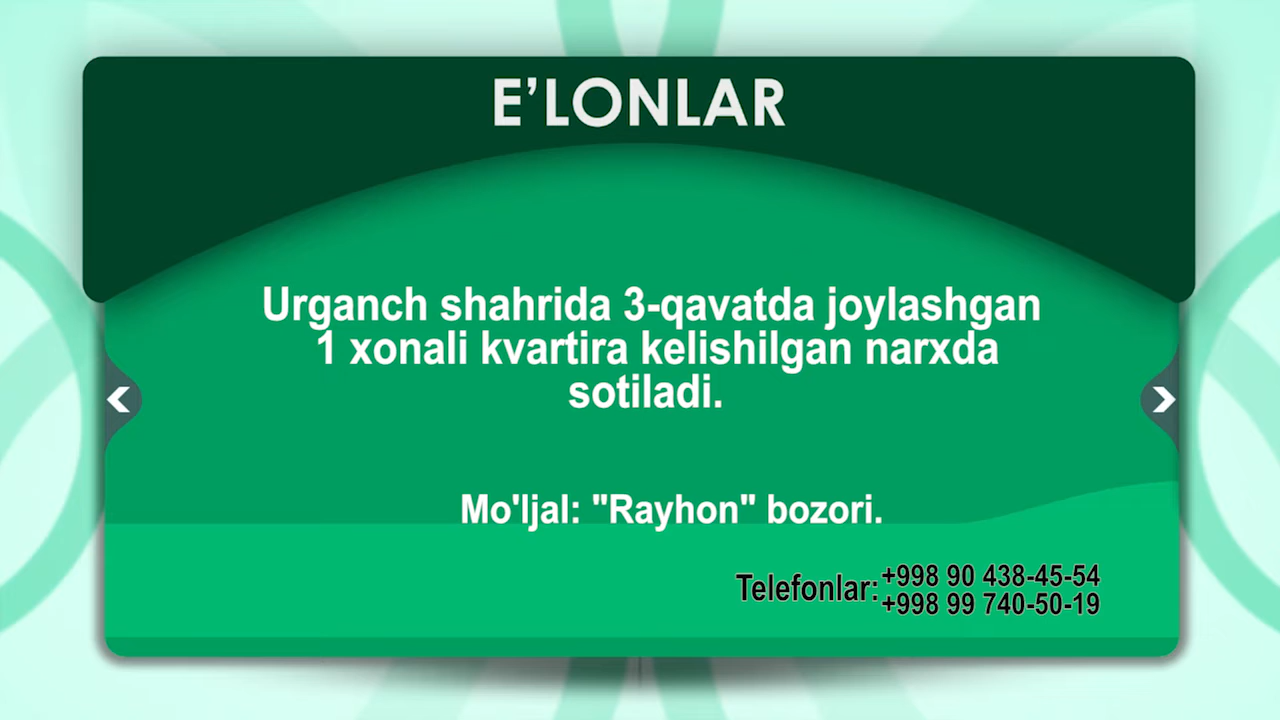 E’LONLAR
Urganch shahrida 3-qavatda joylashgan
1 xonali kvartira kelishilgan narxda
sotiladi.
Mo'ljal: "Rayhon" bozori.
Telefonlar: +998 90 438-45-54
+998 99 740-50-19